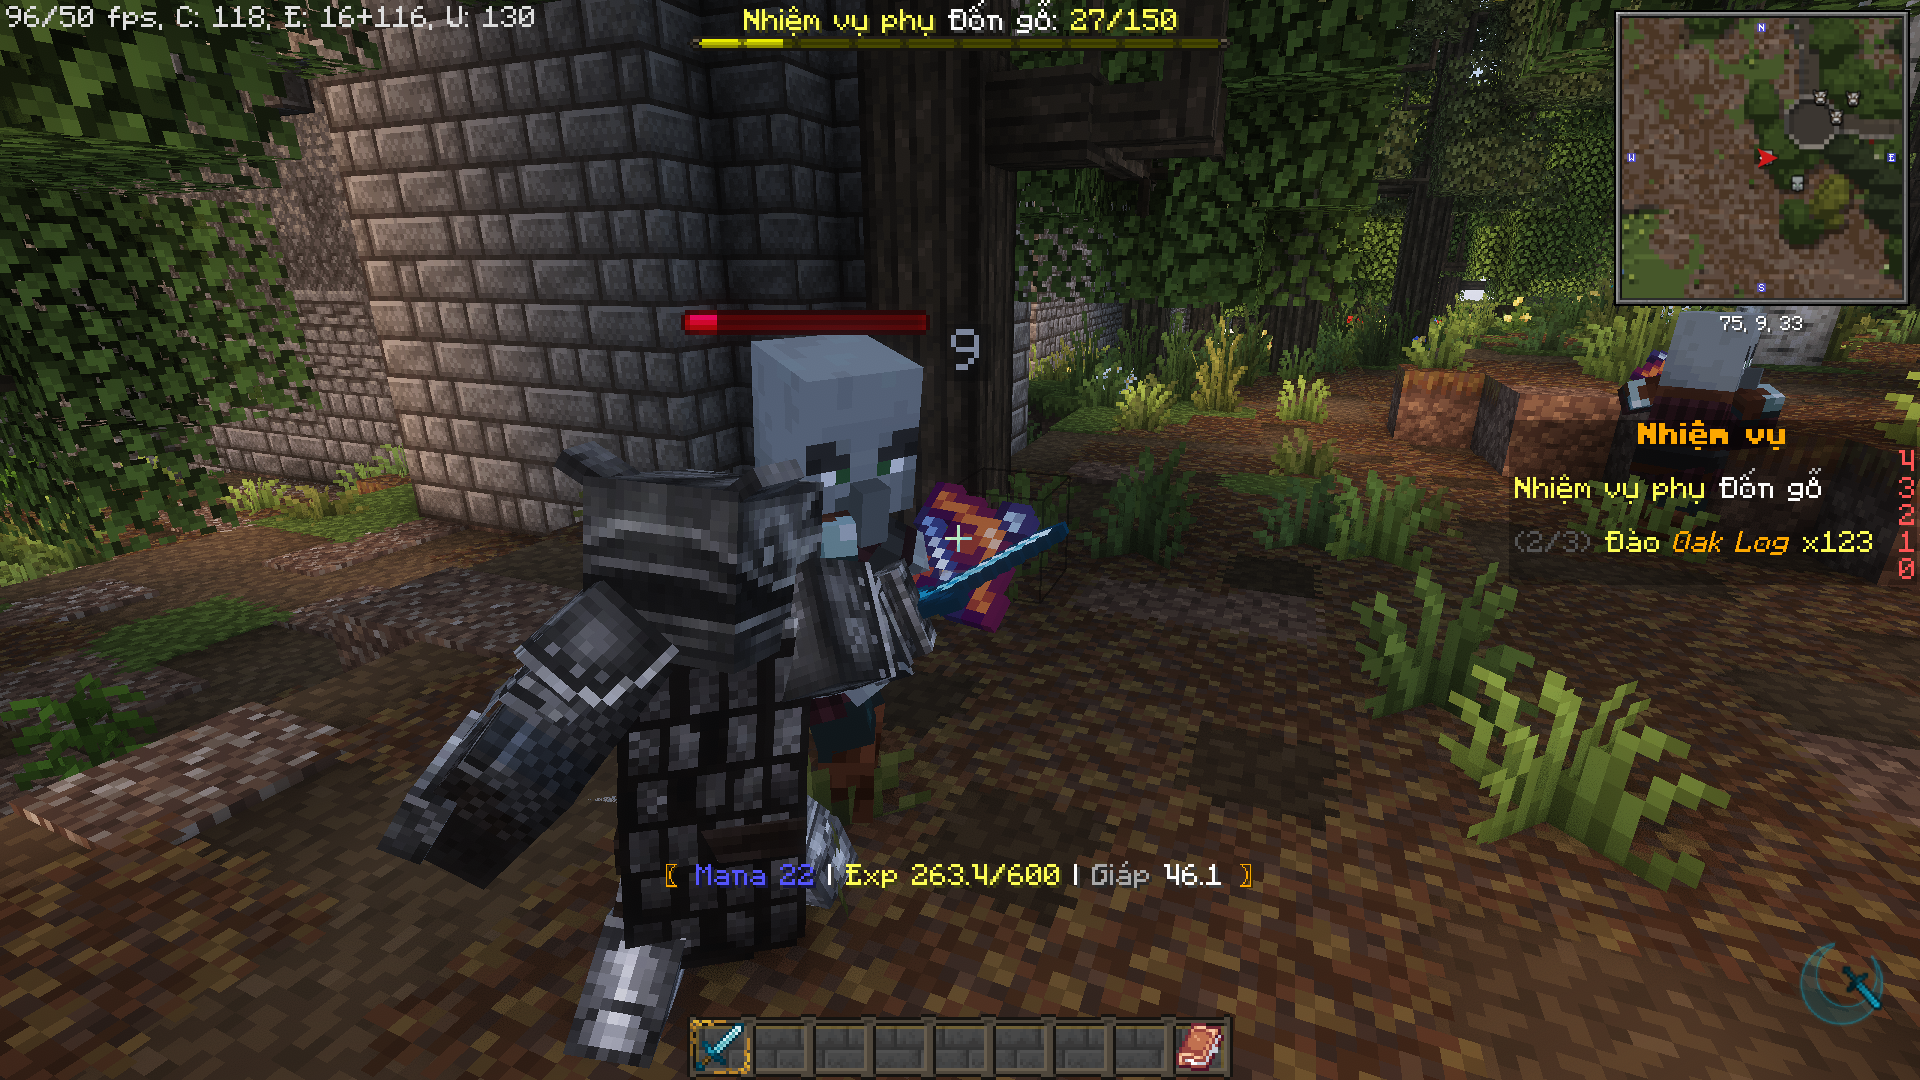 96/50 fps, C: 118, E: 16+116, W: 130
Nhiệm vụ phụ Đốn gỗ: 27/150
N
W
E
S
75, 9, 33
9
Nhiệm vụ
Nhiệm vụ phụ Đốn gỗ
(2/3) Đào Oak Log x123
4
3
2
1
0
Mana 22 | Exp 263.4/600 | Giáp 46.1